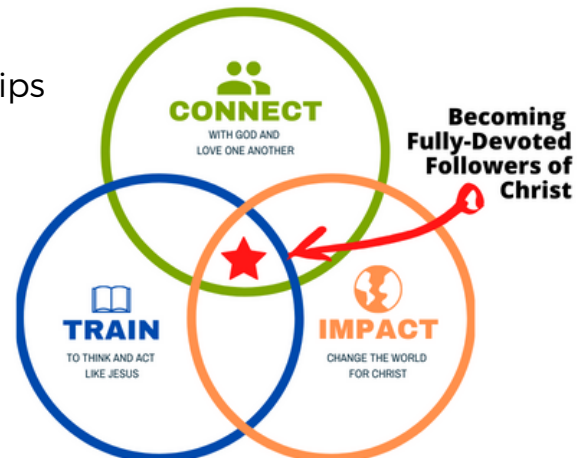 ips
CONNECT
WITH GOD AND
LOVE ONE ANOTHER
Becoming
Fully-Devoted
Followers of
Christ
TRAIN
TO THINK AND ACT
LIKE JESUS
IMPACT
CHANGE THE WORLD
FOR CHRIST